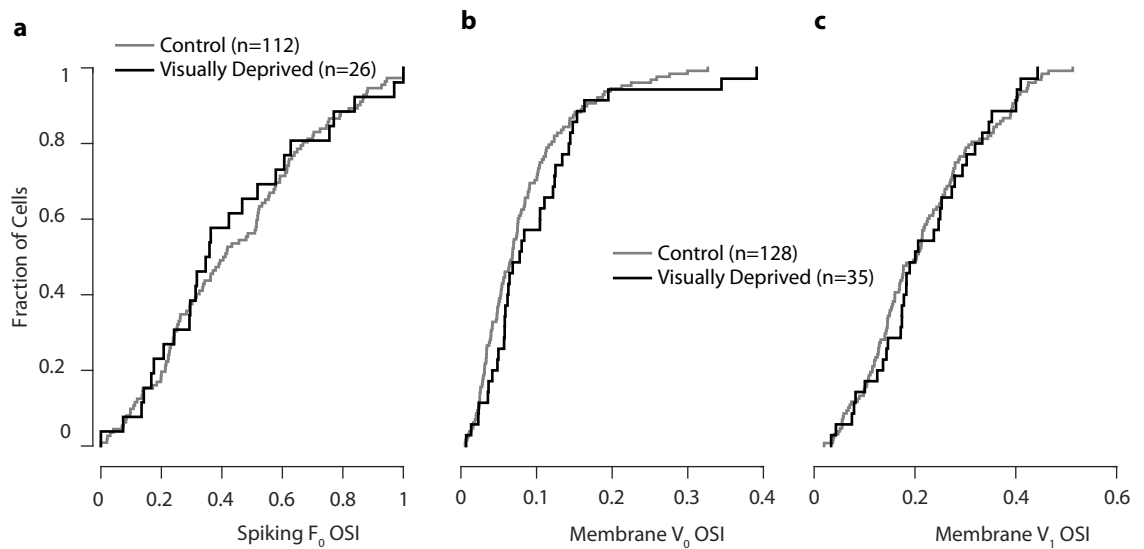 a
Control (n=112)
Visually Deprived (n=26)
Fraction of Cells
1
0.8
0.6
0.4
0.2
0
0 0.2 0.4 0.6 0.8 1
Spiking F₀ OSI
b
Control (n=128)
Visually Deprived (n=35)
0 0.1 0.2 0.3 0.4
Membrane V₀ OSI
c
0 0.2 0.4 0.6
Membrane V₁ OSI